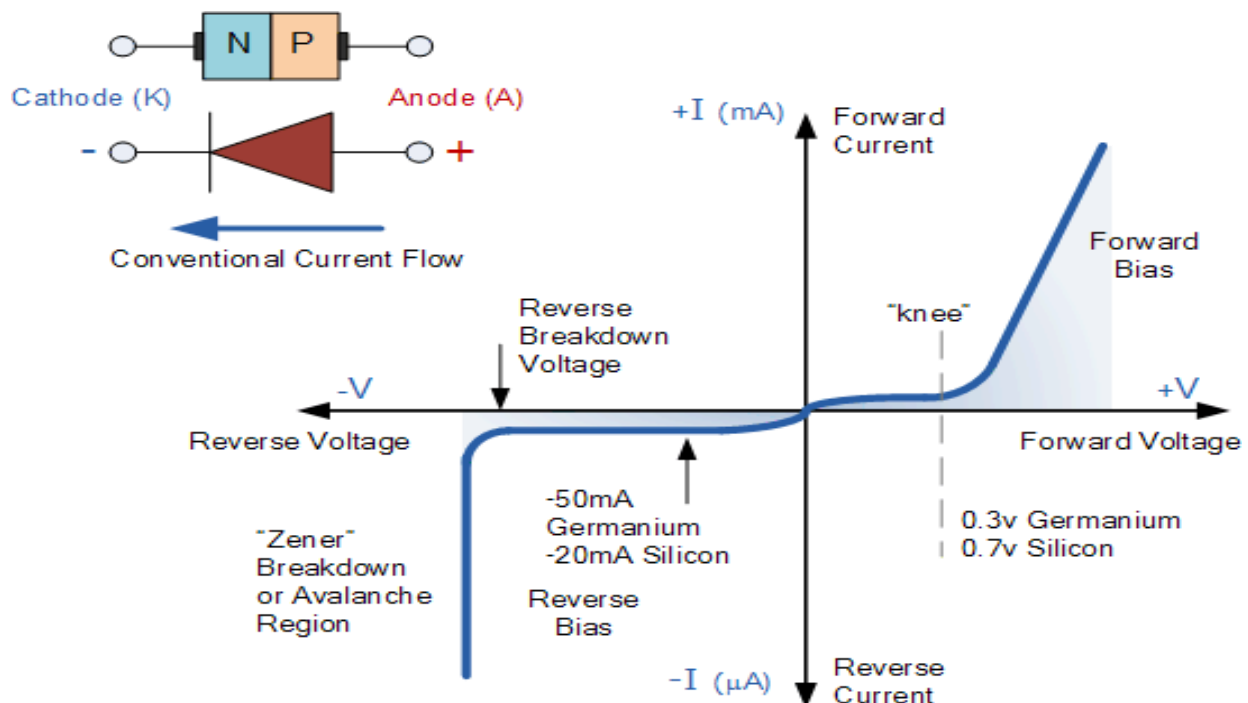 N P
Cathode (K)
Anode (A)
- +
Conventional Current Flow
+I (mA)
Forward
Current
Forward
Bias
"knee"
Reverse
Breakdown
Voltage
-V
+V
Reverse Voltage
Forward Voltage
-50mA
Germanium
-20mA Silicon
0.3v Germanium
0.7v Silicon
"Zener"
Breakdown
or Avalanche
Region
Reverse
Bias
-I (µA)
Reverse
Current